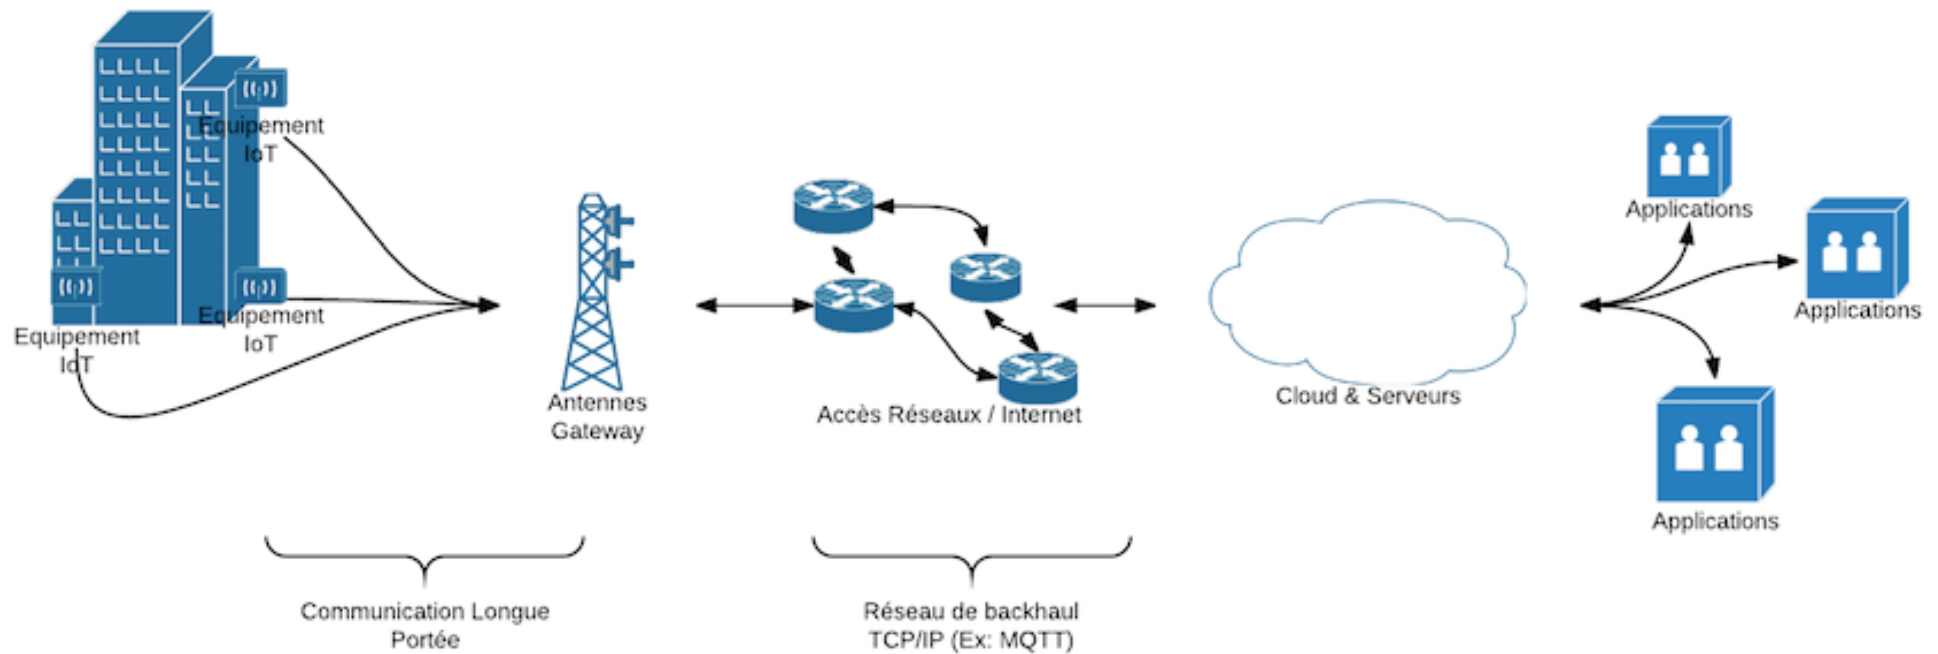 Equipement
IoT
Equipement
IoT
Equipement
IoT
Antennes
Gateway
Accès Réseaux / Internet
Cloud & Serveurs
Applications
Applications
Applications
Communication Longue
Portée
Réseau de backhaul
TCP/IP (Ex: MQTT)